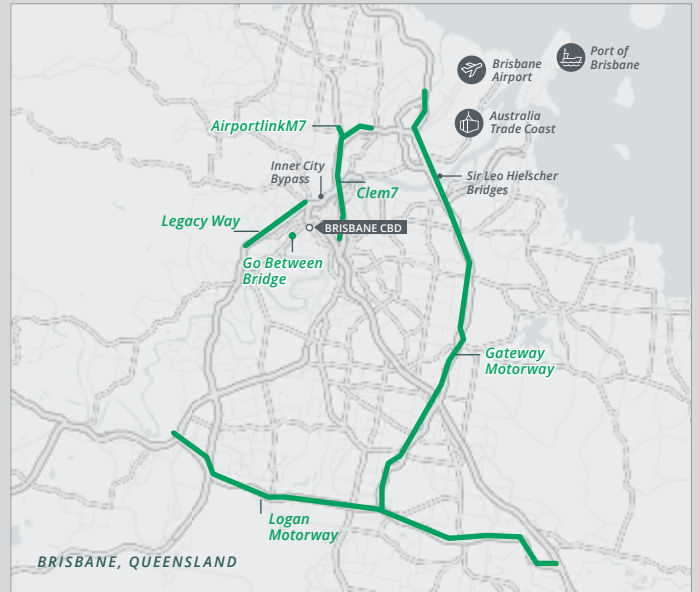 Brisbane
Airport
Port of
Brisbane
AirportlinkM7
Australia
Trade Coast
Inner City
Bypass
Clem7
Sir Leo Hielscher
Bridges
Legacy Way
BRISBANE CBD
Go Between
Bridge
Gateway
Motorway
Logan
Motorway
BRISBANE, QUEENSLAND